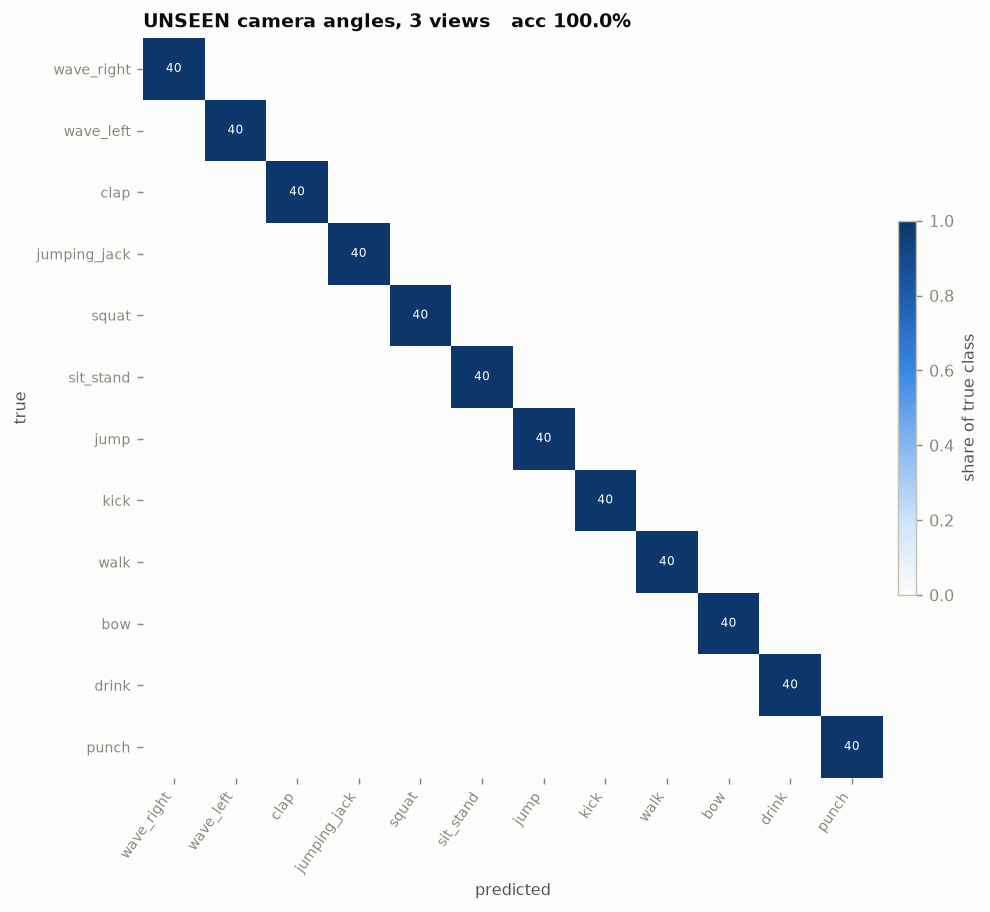 UNSEEN camera angles, 3 views   acc 100.0%
wave_right 40
wave_left 40
clap 40
jumping_jack 40
squat 40
sit_stand 40
jump 40
kick 40
walk 40
bow 40
drink 40
punch 40
true
wave_right
wave_left
clap
jumping_jack
squat
sit_stand
jump
kick
walk
bow
drink
punch
predicted
1.0
0.8
0.6
0.4
0.2
0.0
share of true class